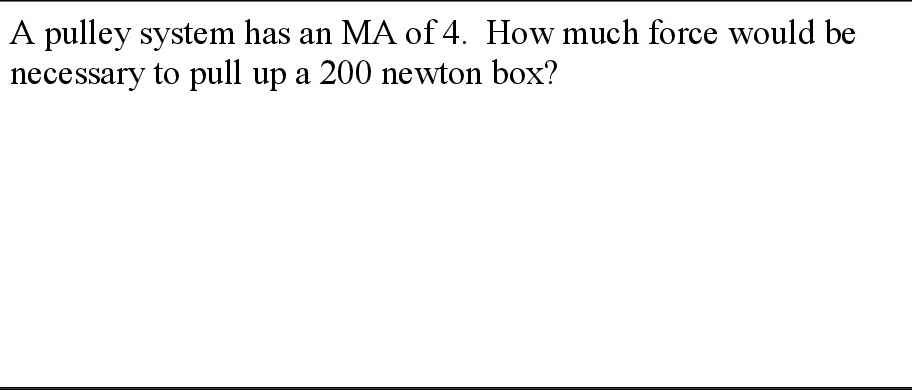 A pulley system has an MA of 4.  How much force would be
necessary to pull up a 200 newton box?